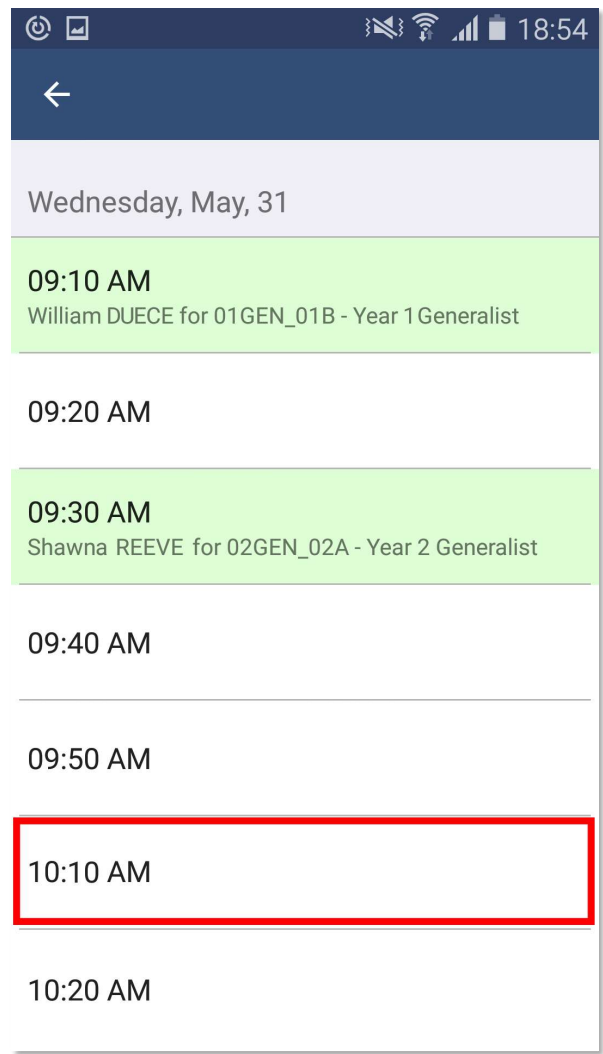 18:54
Wednesday, May, 31
09:10 AM
William DUECE for 01GEN_01B - Year 1 Generalist
09:20 AM
09:30 AM
Shawna REEVE for 02GEN_02A - Year 2 Generalist
09:40 AM
09:50 AM
10:10 AM
10:20 AM